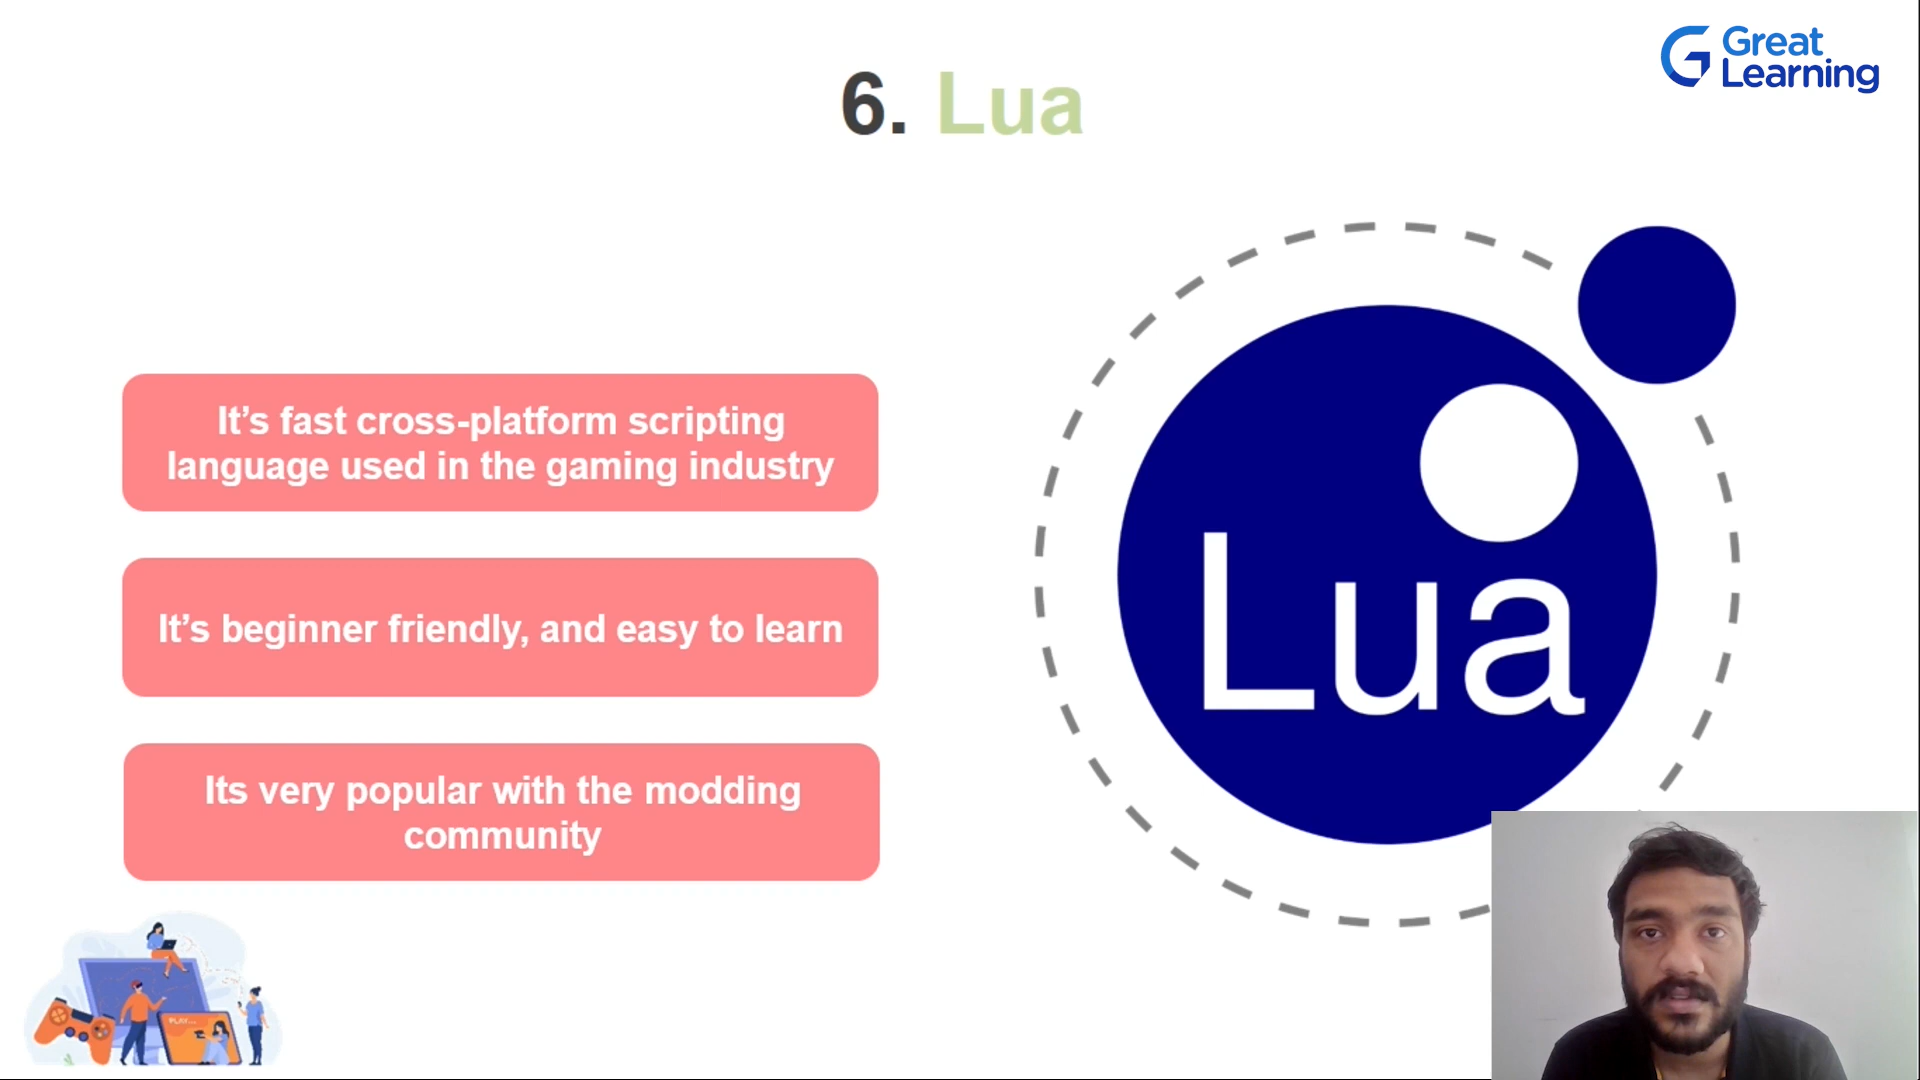 Great
Learning
6. Lua
It’s fast cross-platform scripting
language used in the gaming industry
It’s beginner friendly, and easy to learn
Its very popular with the modding
community
Lua
PLAY...